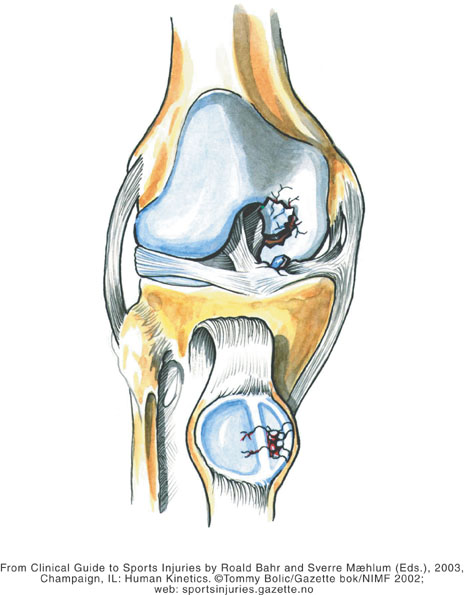 From Clinical Guide to Sports Injuries by Roald Bahr and Sverre Mæhlum (Eds.), 2003,
Champaign, IL: Human Kinetics. ©Tommy Bolic/Gazette bok/NIMF 2002;
web: sportsinjuries.gazette.no